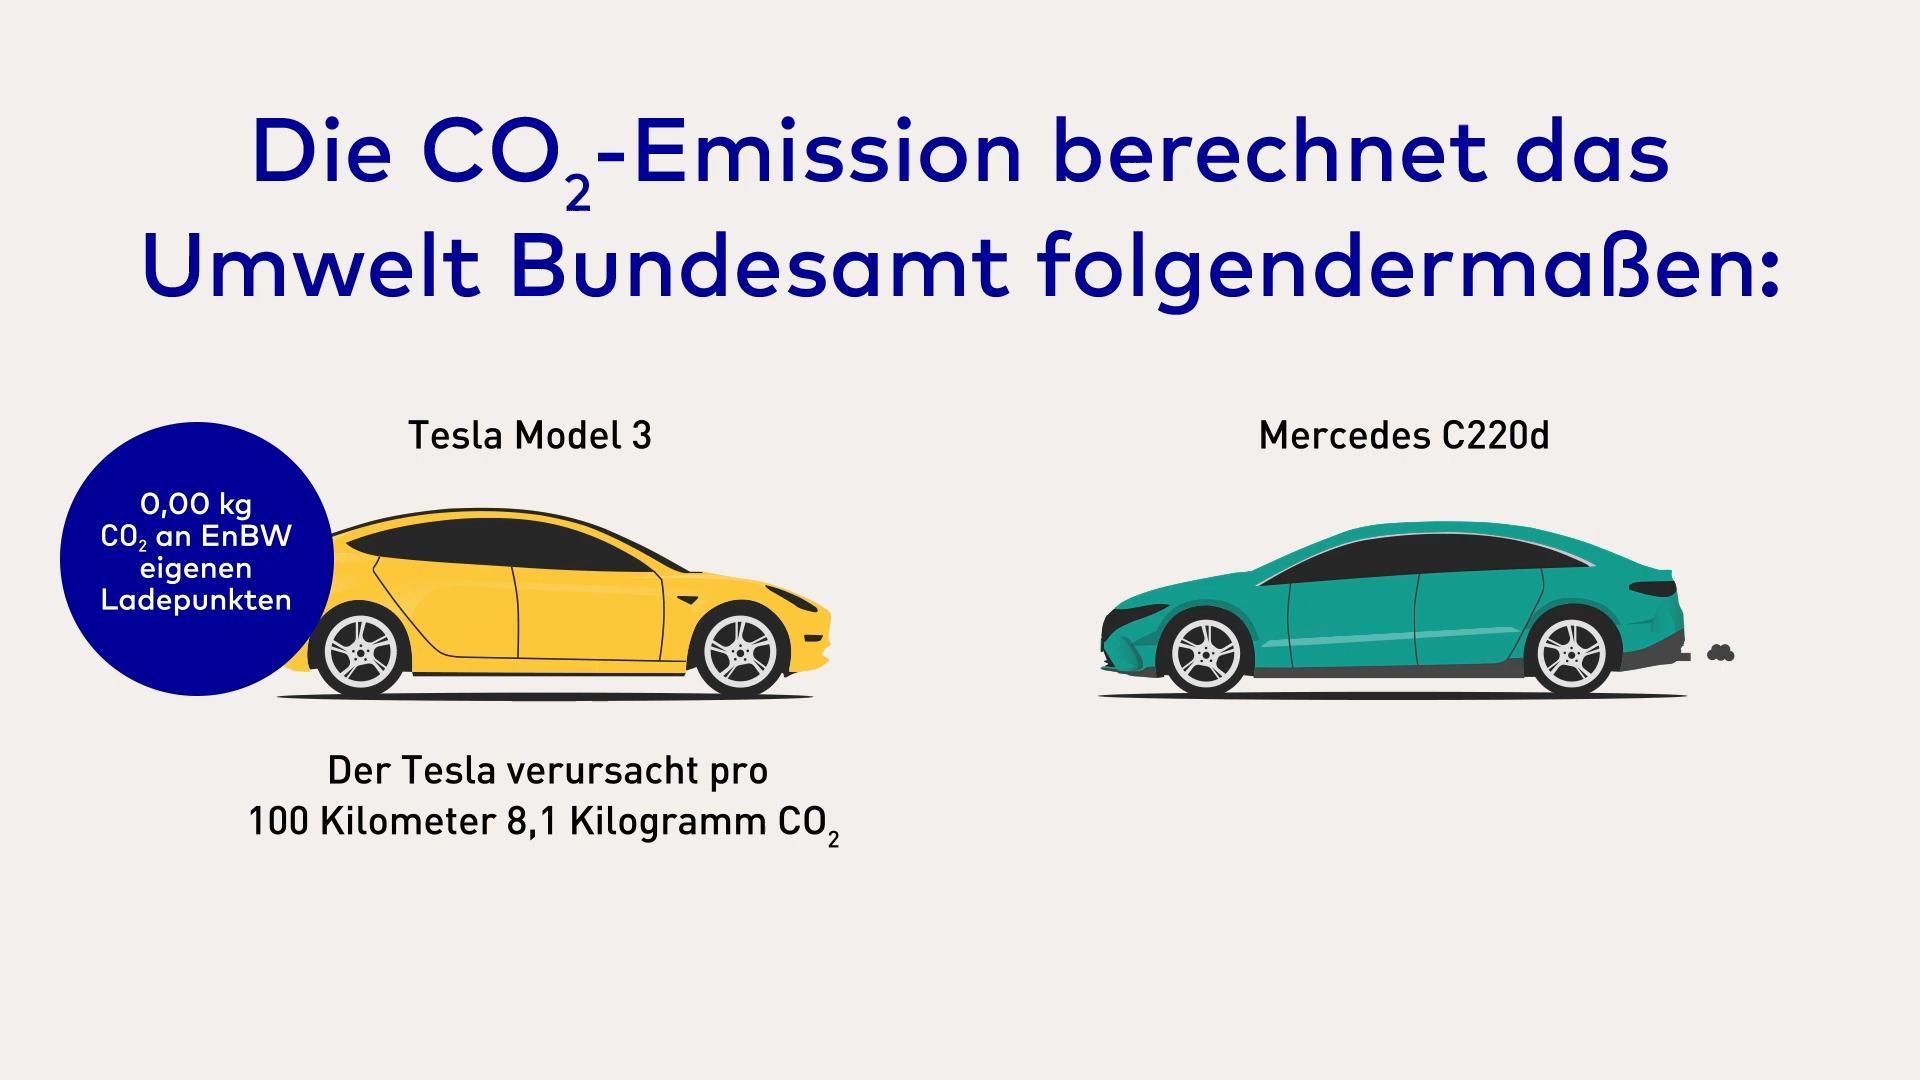 Die CO₂-Emission berechnet das
Umwelt Bundesamt folgendermaßen:
Tesla Model 3
Mercedes C220d
0,00 kg
CO₂ an EnBW
eigenen
Ladepunkten
Der Tesla verursacht pro
100 Kilometer 8,1 Kilogramm CO₂